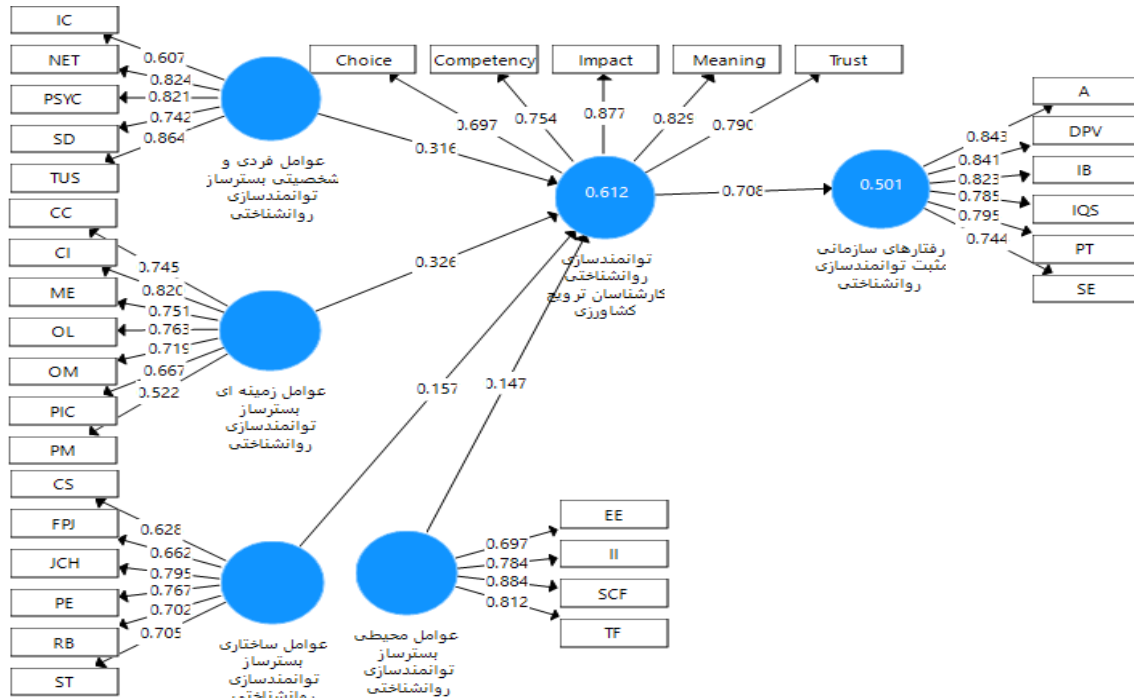 IC
NET
PSYC
SD
TUS
0.607
0.824
0.821
0.742
0.864
عوامل فردی و
شخصیتی بسترساز
توانمندسازی
روانشناختی
CC
CI
ME
OL
OM
PIC
PM
0.745
0.820
0.751
0.763
0.719
0.667
0.522
عوامل زمینه ای
بسترساز
توانمندسازی
روانشناختی
CS
FPJ
JCH
PE
RB
ST
0.628
0.662
0.795
0.767
0.702
0.705
عوامل ساختاری
بسترساز
توانمندسازی
روانشناختی
0.316
0.326
0.157
0.147
Choice
Competency
Impact
Meaning
Trust
0.697
0.754
0.877
0.829
0.790
0.612
توانمندسازی
روانشناختی
کارشناسان ترویج
کشاورزی
0.708
0.501
رفتارهای سازمانی
مثبت توانمندسازی
روانشناختی
A
DPV
IB
IQS
PT
SE
0.843
0.841
0.823
0.785
0.795
0.744
EE
II
SCF
TF
0.697
0.784
0.884
0.812
عوامل محیطی
بسترساز
توانمندسازی
روانشناختی